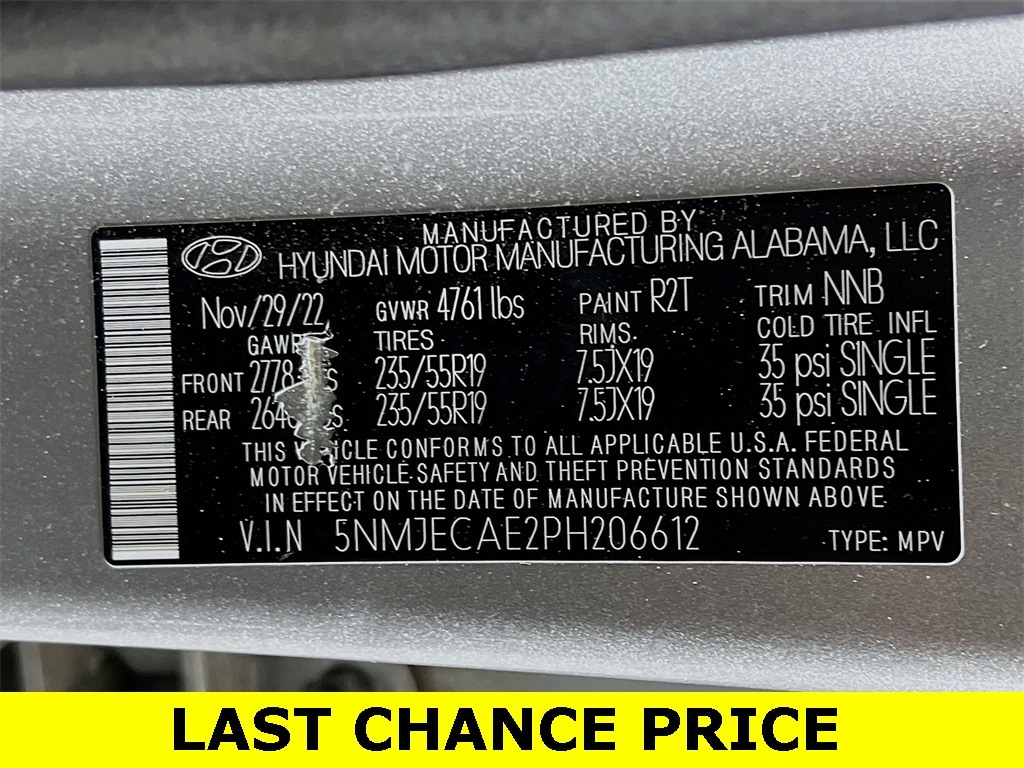 MANUFACTURED BY
HYUNDAI MOTOR MANUFACTURING ALABAMA, LLC
Nov/29/22 GVWR 4761 lbs PAINT R2T TRIM NNB
GAWR TIRES RIMS. COLD TIRE INFL
FRONT 2778 235/55R19 7.5JX19 35 psi SINGLE
REAR 235/55R19 7.5JX19 35 psi SINGLE
THIS CONFORMS TO ALL APPLICABLE U.S.A. FEDERAL
MOTOR VEHICLE SAFETY AND THEFT PREVENTION STANDARDS
IN EFFECT ON THE DATE OF MANUFACTURE SHOWN ABOVE.
V.I.N 5NMJECAE2PH206612 TYPE: MPV
LAST CHANCE PRICE